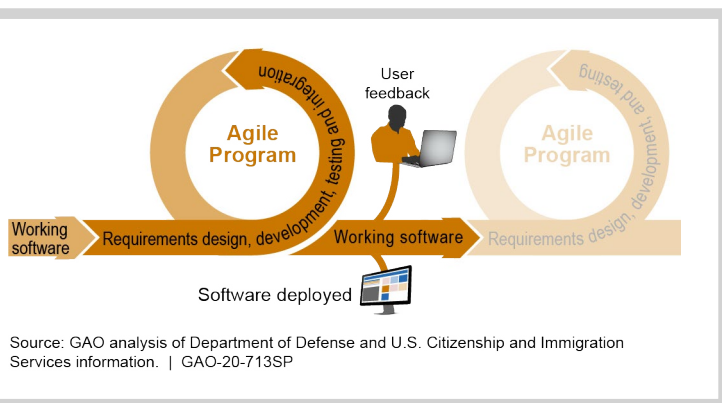 User
feedback
Agile
Program
Requirements design, development, testing and integration
Working
software
Working software
Software deployed
Agile
Program
Requirements design, development, and testing
Source: GAO analysis of Department of Defense and U.S. Citizenship and Immigration
Services information.  |  GAO-20-713SP